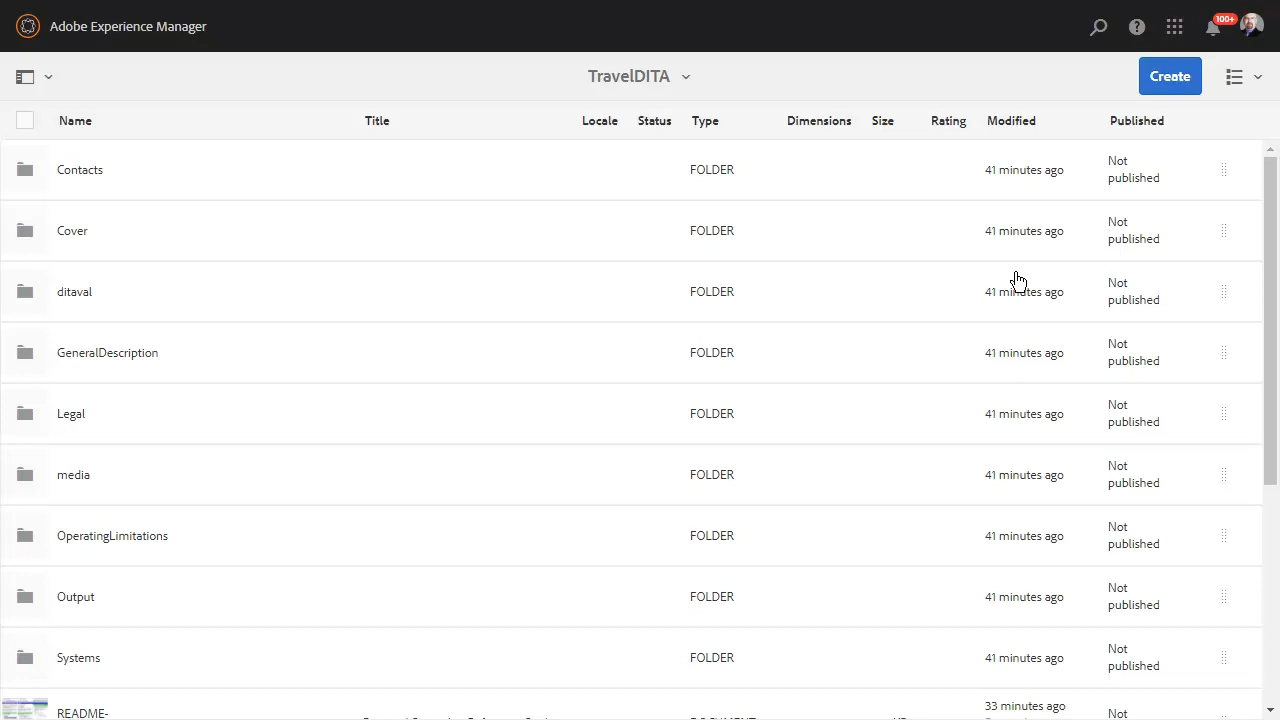 Adobe Experience Manager
100+
TravelDITA
Create
Name Title Locale Status Type Dimensions Size Rating Modified Published
Contacts FOLDER 41 minutes ago Not published
Cover FOLDER 41 minutes ago Not published
ditaval FOLDER 41 minutes ago Not published
GeneralDescription FOLDER 41 minutes ago Not published
Legal FOLDER 41 minutes ago Not published
media FOLDER 41 minutes ago Not published
OperatingLimitations FOLDER 41 minutes ago Not published
Output FOLDER 41 minutes ago Not published
Systems FOLDER 41 minutes ago Not published
33 minutes ago
README- Not